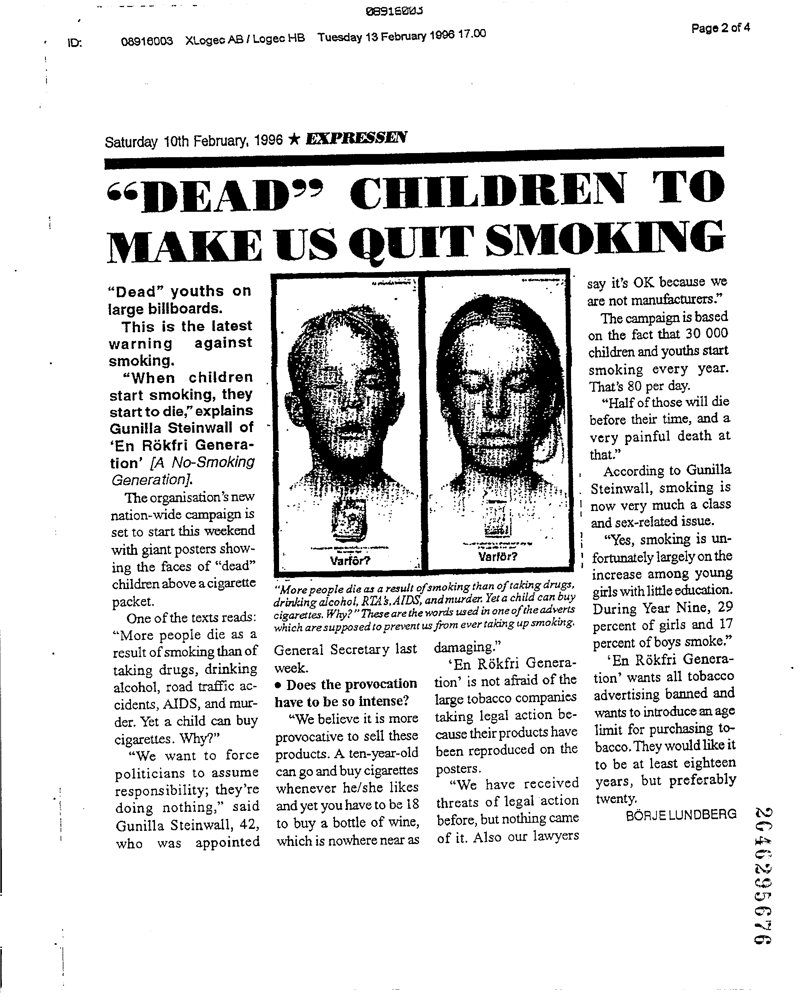 08916003
ID: 08916003 XLogec AB / Logec HB Tuesday 13 February 1996 17.00 Page 2 of 4
Saturday 10th February, 1996 ★ EXPRESSEN
“DEAD” CHILDREN TO
MAKE US QUIT SMOKING
“Dead” youths on
large billboards.
This is the latest
warning against
smoking.
“When children
start smoking, they
start to die,” explains
Gunilla Steinwall of
‘En Rökfri Genera-
tion’ [A No-Smoking
Generation].
The organisation’s new
nation-wide campaign is
set to start this weekend
with giant posters show-
ing the faces of “dead”
children above a cigarette
packet.
One of the texts reads:
“More people die as a
result of smoking than of
taking drugs, drinking
alcohol, road traffic ac-
cidents, AIDS, and mur-
der. Yet a child can buy
cigarettes. Why?”
“We want to force
politicians to assume
responsibility; they’re
doing nothing,” said
Gunilla Steinwall, 42,
who was appointed
Varför?
Varför?
“More people die as a result of smoking than of taking drugs,
drinking alcohol, RTA’s, AIDS, and murder. Yet a child can buy
cigarettes. Why?” These are the words used in one of the adverts
which are supposed to prevent us from ever taking up smoking.
General Secretary last
week.
• Does the provocation
have to be so intense?
“We believe it is more
provocative to sell these
products. A ten-year-old
can go and buy cigarettes
whenever he/she likes
and yet you have to be 18
to buy a bottle of wine,
which is nowhere near as
damaging.”
‘En Rökfri Genera-
tion’ is not afraid of the
large tobacco companies
taking legal action be-
cause their products have
been reproduced on the
posters.
“We have received
threats of legal action
before, but nothing came
of it. Also our lawyers
say it’s OK because we
are not manufacturers.”
The campaign is based
on the fact that 30 000
children and youths start
smoking every year.
That’s 80 per day.
“Half of those will die
before their time, and a
very painful death at
that.”
According to Gunilla
Steinwall, smoking is
now very much a class
and sex-related issue.
“Yes, smoking is un-
fortunately largely on the
increase among young
girls with little education.
During Year Nine, 29
percent of girls and 17
percent of boys smoke.”
‘En Rökfri Genera-
tion’ wants all tobacco
advertising banned and
wants to introduce an age
limit for purchasing to-
bacco. They would like it
to be at least eighteen
years, but preferably
twenty.
BÖRJE LUNDBERG
2046295676